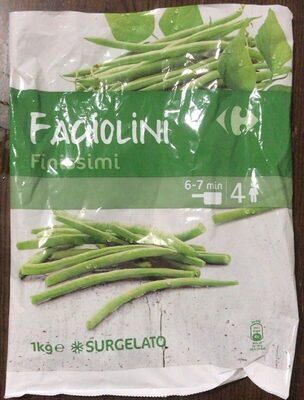 FAGIOLINI
Finissimi
6-7 min
4
1kg e SURGELATO